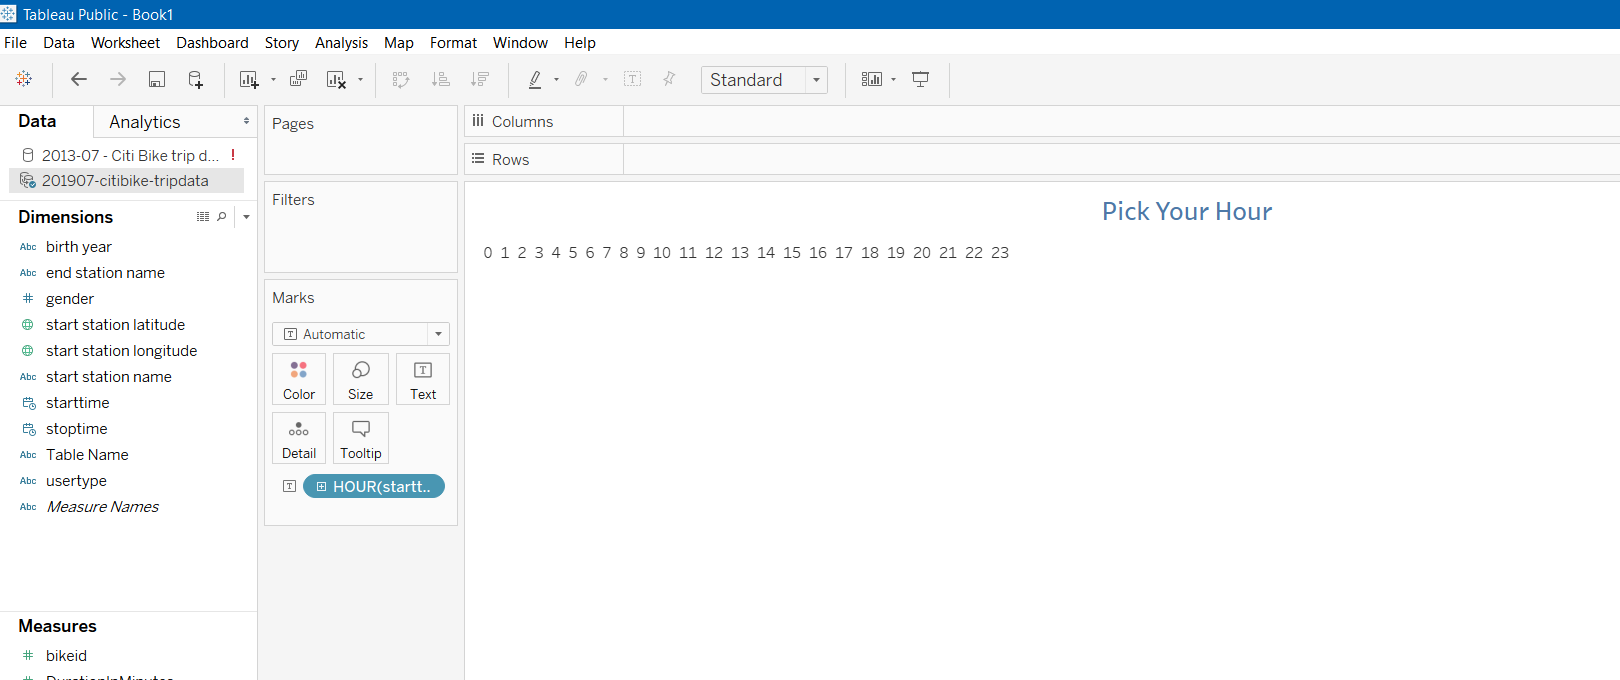 Tableau Public - Book1
File Data Worksheet Dashboard Story Analysis Map Format Window Help
Standard
Data
Analytics
2013-07 - Citi Bike trip d... !
201907-citibike-tripdata
Dimensions
Abc birth year
Abc end station name
# gender
start station latitude
start station longitude
Abc start station name
starttime
stoptime
Abc Table Name
Abc usertype
Abc Measure Names
Measures
# bikeid
# DurationInMinutes
Pages
Filters
Marks
T Automatic
Color
Size
T Text
Detail
Tooltip
T HOUR(startt..
Columns
Rows
Pick Your Hour
0 1 2 3 4 5 6 7 8 9 10 11 12 13 14 15 16 17 18 19 20 21 22 23